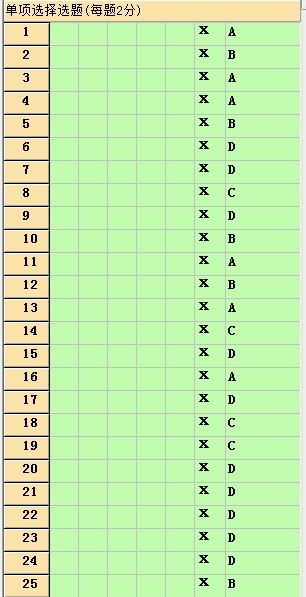 单项选择选题(每题2分)
1 X A
2 X B
3 X A
4 X A
5 X B
6 X D
7 X D
8 X C
9 X D
10 X B
11 X A
12 X B
13 X A
14 X C
15 X D
16 X A
17 X D
18 X C
19 X C
20 X D
21 X D
22 X D
23 X D
24 X D
25 X B